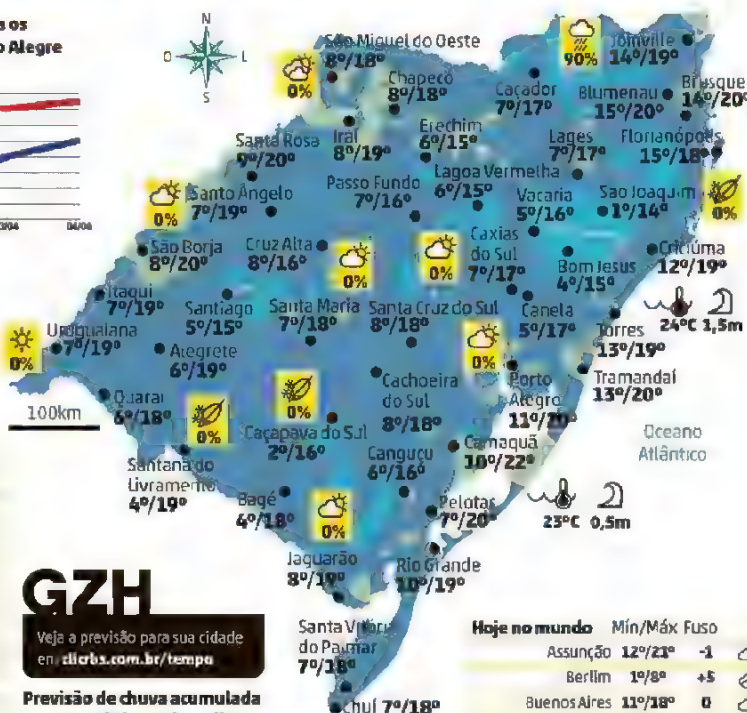 os
o Alegre
N
O
L
S
São Miguel do Oeste
8º/18º
0%
Chapecó
8º/18º
Caçador
7º/17º
90%
Joinville
14º/19º
Blumenau
15º/20º
Brusque
14º/20º
Santa Rosa
9º/20º
Iraí
8º/19º
Erechim
6º/15º
Lages
7º/17º
Florianópolis
15º/18º
0%
Santo Ângelo
7º/19º
Passo Fundo
7º/16º
Lagoa Vermelha
6º/15º
Vacaria
5º/16º
São Joaquim
1º/14º
0%
04/06
São Borja
8º/20º
Cruz Alta
8º/16º
0%
0%
Caxias
do Sul
7º/17º
Bom Jesus
4º/15º
Criciúma
12º/19º
Itaqui
7º/19º
Santiago
5º/15º
Santa Maria
7º/18º
Santa Cruz do Sul
8º/18º
Canela
5º/17º
Torres
13º/19º
24ºC 1,5m
0%
Uruguaiana
7º/19º
Alegrete
6º/19º
0%
Cachoeira
do Sul
8º/18º
Porto
Alegre
11º/20º
Tramandaí
13º/20º
100km
Quaraí
6º/18º
0%
0%
Caçapava do Sul
2º/16º
Canguçu
6º/16º
Camaquã
10º/22º
Oceano
Atlântico
Santana do
Livramento
4º/19º
Bagé
4º/18º
0%
Pelotas
7º/20º
23ºC 0,5m
Jaguarão
8º/19º
Rio Grande
10º/19º
GZH
Veja a previsão para sua cidade
em clicrbs.com.br/tempo
Santa Vitória
do Palmar
7º/18º
Chuí 7º/18º
Previsão de chuva acumulada
Hoje no mundo Mín/Máx Fuso
Assunção 12º/21º -1
Berlim 1º/8º +5
Buenos Aires 11º/18º 0